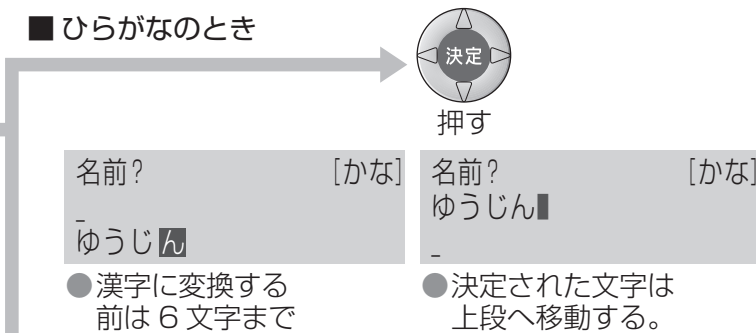 ■ひらがなのとき
決定
押す
名前? [かな]
_
ゆうじん
●漢字に変換する
前は6文字まで
名前? [かな]
ゆうじん▮
_
●決定された文字は
上段へ移動する。